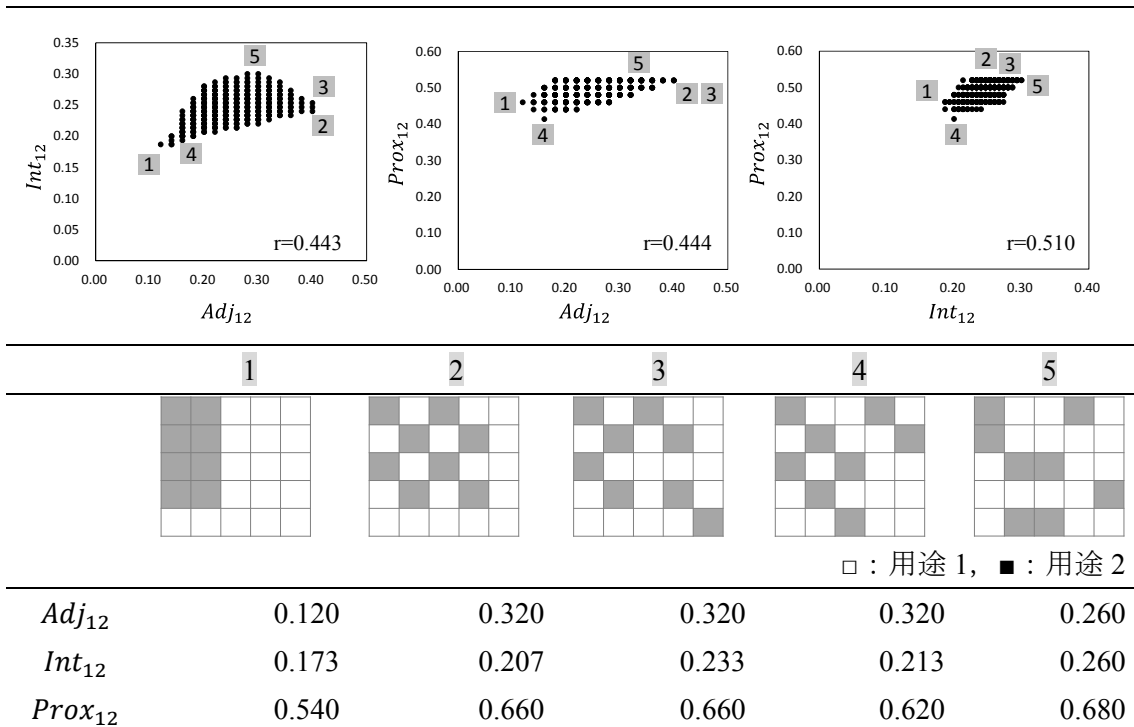 5
3
2
4
1
0.35
0.30
0.25
0.20
0.15
0.10
0.05
0.00
Int₁₂
r=0.443
0.00 0.10 0.20 0.30 0.40 0.50
Adj₁₂
5
1
2 3
4
0.60
0.50
0.40
0.30
0.20
0.10
0.00
Prox₁₂
r=0.444
0.00 0.10 0.20 0.30 0.40 0.50
Adj₁₂
2 3
1
5
4
0.60
0.50
0.40
0.30
0.20
0.10
0.00
Prox₁₂
r=0.510
0.00 0.10 0.20 0.30 0.40
Int₁₂
1 2 3 4 5
□：用途 1, ■：用途 2
Adj₁₂ 0.120 0.320 0.320 0.320 0.260
Int₁₂ 0.173 0.207 0.233 0.213 0.260
Prox₁₂ 0.540 0.660 0.660 0.620 0.680